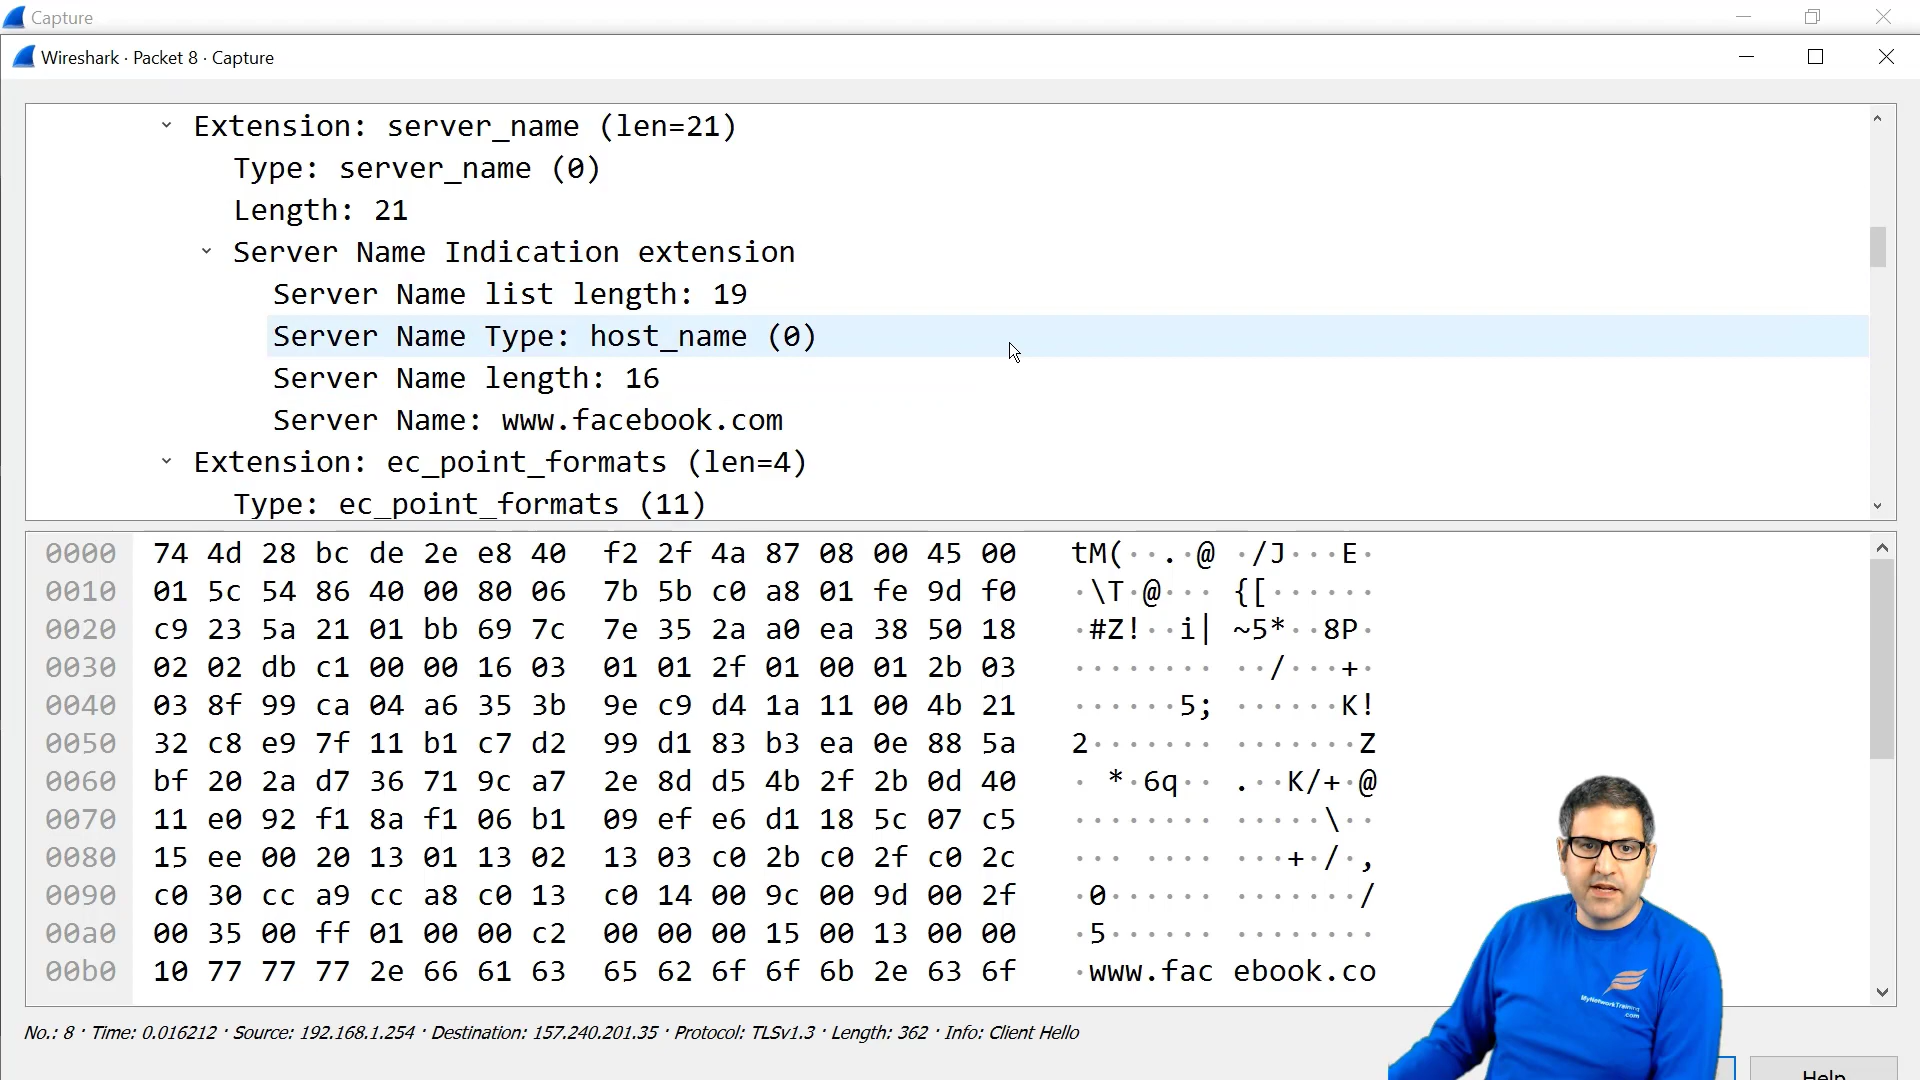 Capture
Wireshark · Packet 8 · Capture
Extension: server_name (len=21)
Type: server_name (0)
Length: 21
Server Name Indication extension
Server Name list length: 19
Server Name Type: host_name (0)
Server Name length: 16
Server Name: www.facebook.com
Extension: ec_point_formats (len=4)
Type: ec_point_formats (11)
0000 74 4d 28 bc de 2e e8 40 f2 2f 4a 87 08 00 45 00 tM(··.·@ ·/J···E·
0010 01 5c 54 86 40 00 80 06 7b 5b c0 a8 01 fe 9d f0 ·\T·@··· {[······
0020 c9 23 5a 21 01 bb 69 7c 7e 35 2a a0 ea 38 50 18 ·#Z!··i| ~5*··8P·
0030 02 02 db c1 00 00 16 03 01 01 2f 01 00 01 2b 03 ········ ··/···+·
0040 03 8f 99 ca 04 a6 35 3b 9e c9 d4 1a 11 00 4b 21 ······5; ······K!
0050 32 c8 e9 7f 11 b1 c7 d2 99 d1 83 b3 ea 0e 88 5a 2······· ·······Z
0060 bf 20 2a d7 36 71 9c a7 2e 8d d5 4b 2f 2b 0d 40 · *·6q·· .··K/+·@
0070 11 e0 92 f1 8a f1 06 b1 09 ef e6 d1 18 5c 07 c5 ········ ·····\··
0080 15 ee 00 20 13 01 13 02 13 03 c0 2b c0 2f c0 2c ··· ···· ···+·/·,
0090 c0 30 cc a9 cc a8 c0 13 c0 14 00 9c 00 9d 00 2f ·0······ ·······/
00a0 00 35 00 ff 01 00 00 c2 00 00 00 15 00 13 00 00 ·5······ ········
00b0 10 77 77 77 2e 66 61 63 65 62 6f 6f 6b 2e 63 6f ·www.fac ebook.co
MyNetworkTraining
.com
No.: 8 · Time: 0.016212 · Source: 192.168.1.254 · Destination: 157.240.201.35 · Protocol: TLSv1.3 · Length: 362 · Info: Client Hello
Help